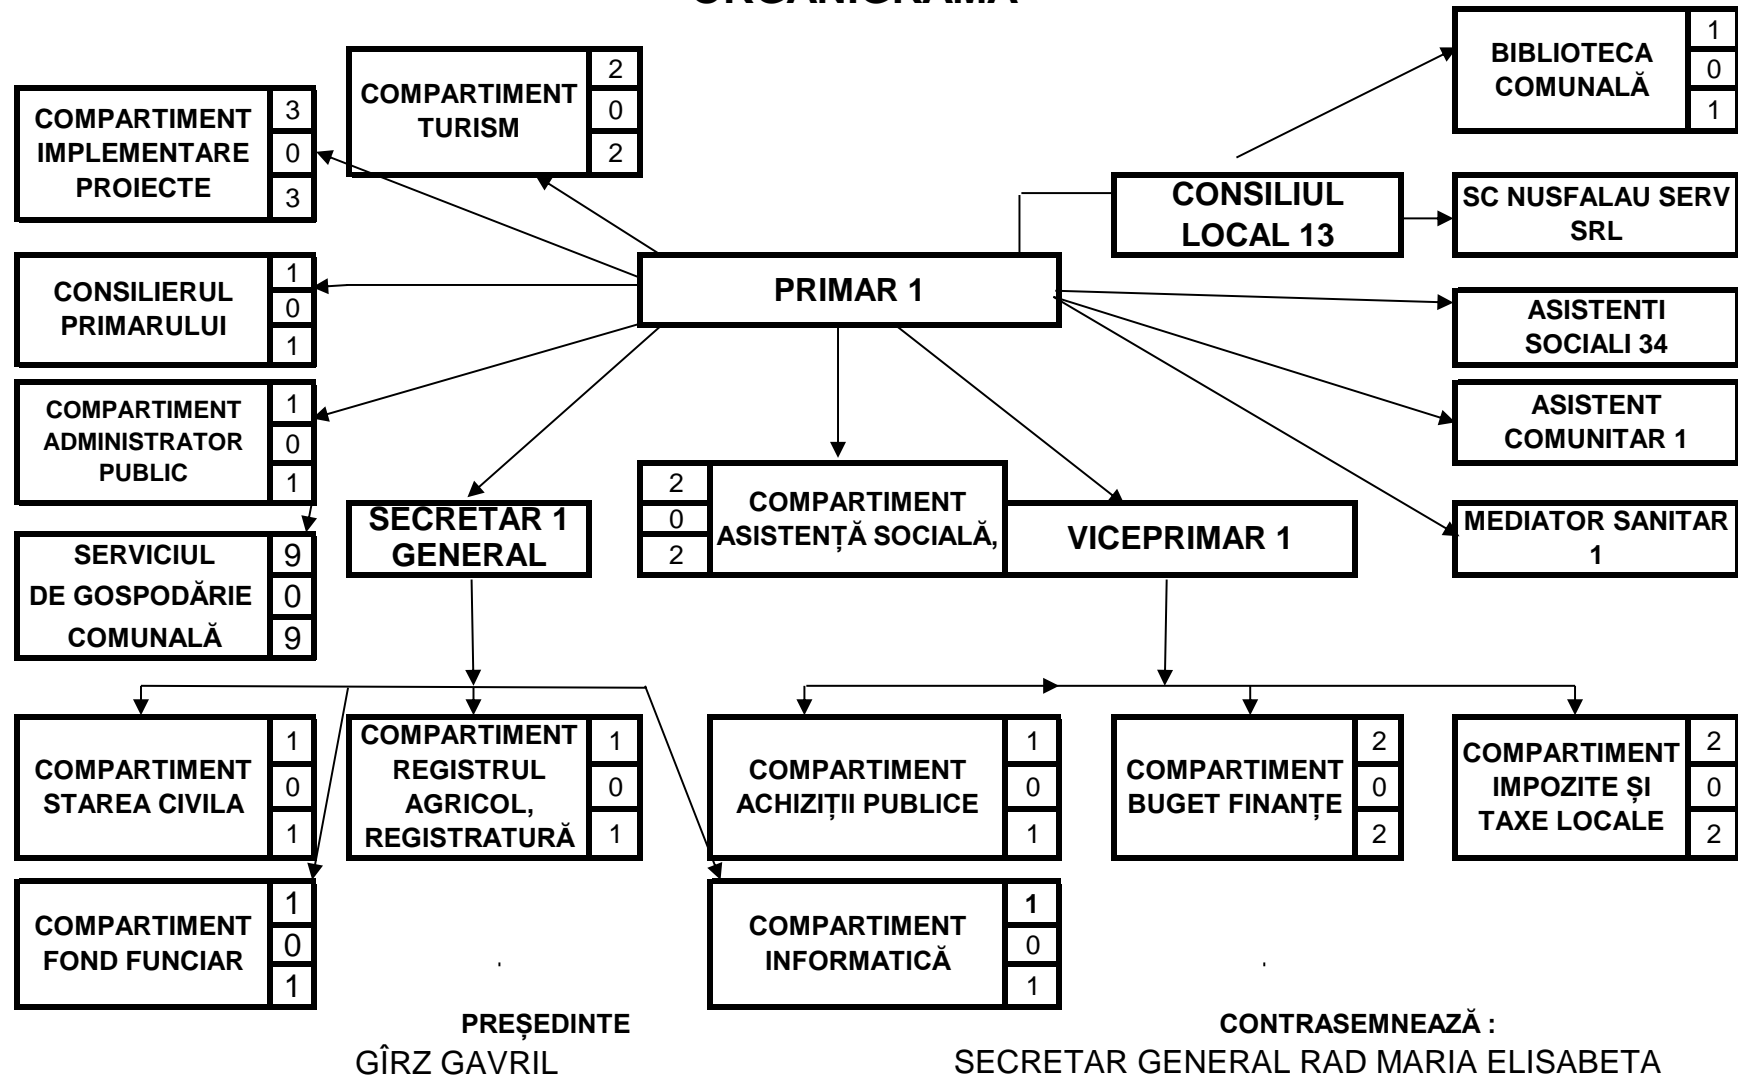 ORGANIGRAMA
COMPARTIMENT
IMPLEMENTARE
PROIECTE
3
0
3
COMPARTIMENT
TURISM
2
0
2
BIBLIOTECA
COMUNALĂ
1
0
1
CONSILIUL
LOCAL 13
SC NUSFALAU SERV
SRL
CONSILIERUL
PRIMARULUI
1
0
1
PRIMAR 1
ASISTENTI
SOCIALI 34
COMPARTIMENT
ADMINISTRATOR
PUBLIC
1
0
1
ASISTENT
COMUNITAR 1
SECRETAR 1
GENERAL
2
0
2
COMPARTIMENT
ASISTENȚĂ SOCIALĂ,
VICEPRIMAR 1
MEDIATOR SANITAR
1
SERVICIUL
DE GOSPODĂRIE
COMUNALĂ
9
0
9
COMPARTIMENT
STAREA CIVILA
1
0
1
COMPARTIMENT
REGISTRUL
AGRICOL,
REGISTRATURĂ
1
0
1
COMPARTIMENT
ACHIZIȚII PUBLICE
1
0
1
COMPARTIMENT
BUGET FINANȚE
2
0
2
COMPARTIMENT
IMPOZITE ȘI
TAXE LOCALE
2
0
2
COMPARTIMENT
FOND FUNCIAR
1
0
1
COMPARTIMENT
INFORMATICĂ
1
0
1
PREȘEDINTE
GÎRZ GAVRIL
CONTRASEMNEAZĂ :
SECRETAR GENERAL RAD MARIA ELISABETA